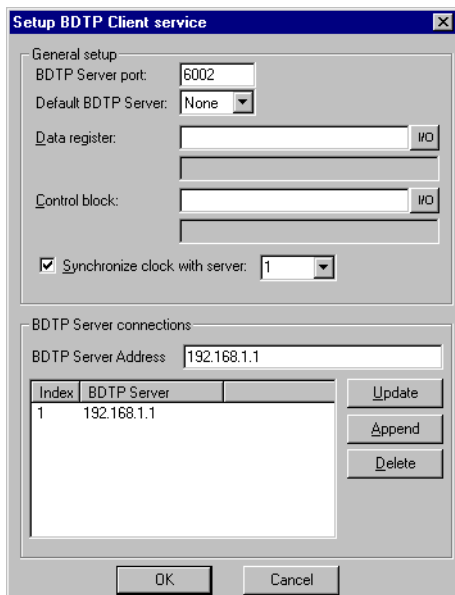 Setup BDTP Client service
General setup
BDTP Server port: 6002
Default BDTP Server: None
Data register: I/O
Control block: I/O
Synchronize clock with server: 1
BDTP Server connections
BDTP Server Address 192.168.1.1
Index BDTP Server
1 192.168.1.1
Update
Append
Delete
OK Cancel